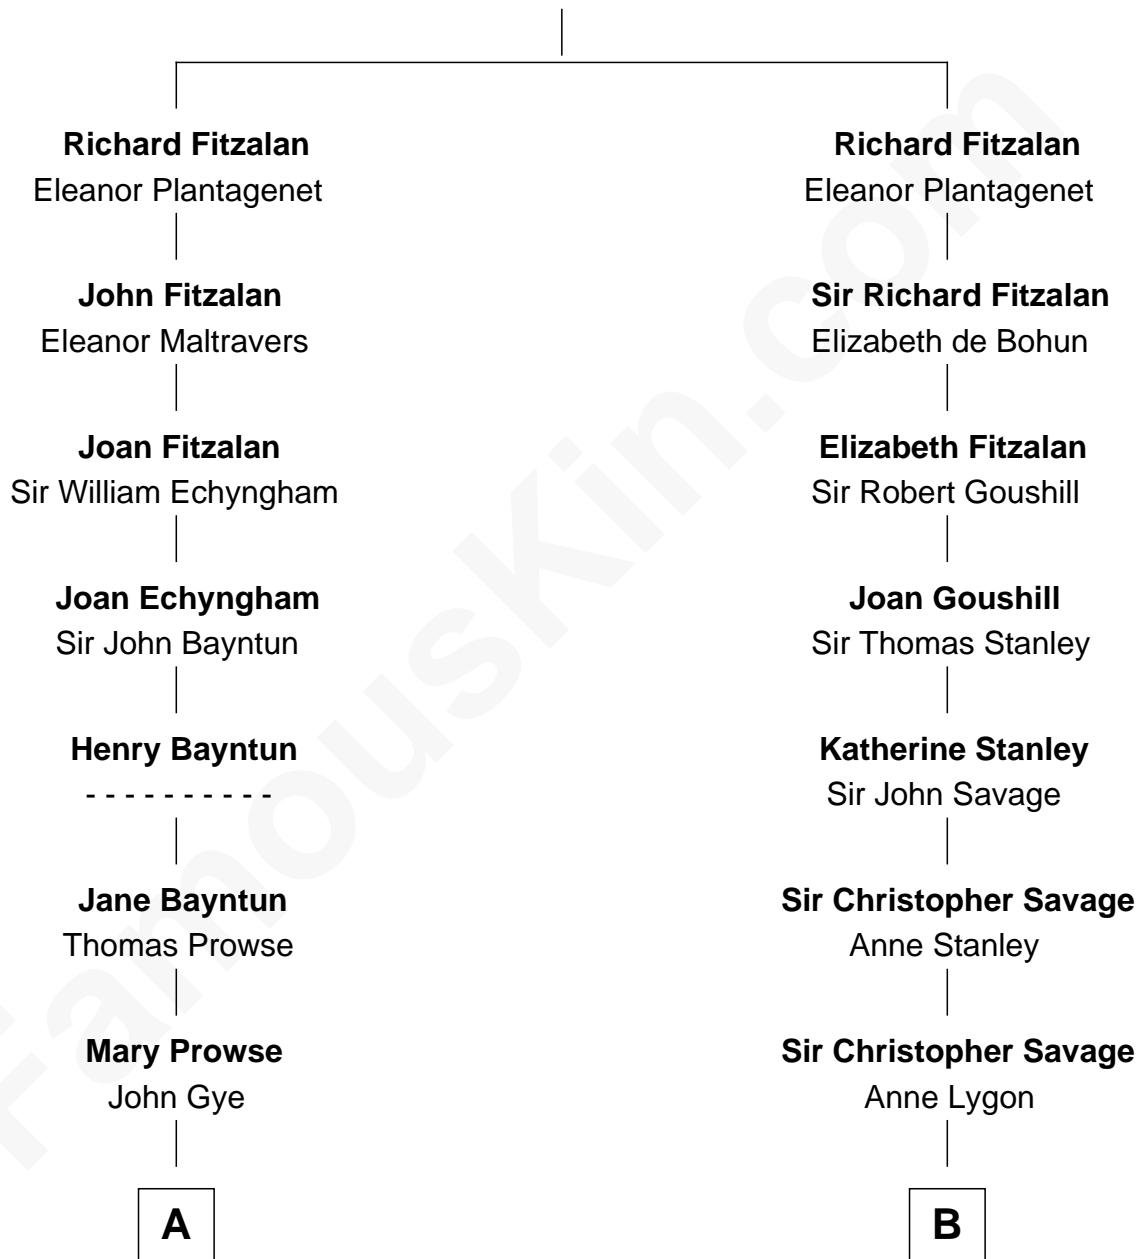 Richard Fitzalan
Eleanor Plantagenet
John Fitzalan
Eleanor Maltravers
Joan Fitzalan
Sir William Echyngham
Joan Echyngham
Sir John Bayntun
Henry Bayntun
- - - - - - - - - -
Jane Bayntun
Thomas Prowse
Mary Prowse
John Gye
A
Richard Fitzalan
Eleanor Plantagenet
Sir Richard Fitzalan
Elizabeth de Bohun
Elizabeth Fitzalan
Sir Robert Goushill
Joan Goushill
Sir Thomas Stanley
Katherine Stanley
Sir John Savage
Sir Christopher Savage
Anne Stanley
Sir Christopher Savage
Anne Lygon
B
FamousKin.com